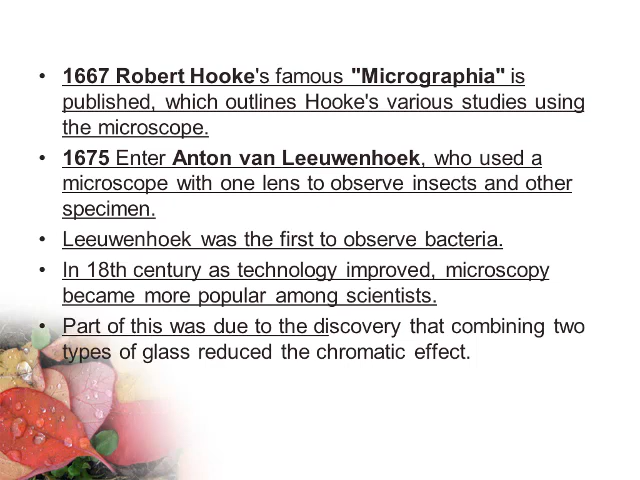 • 1667 Robert Hooke's famous "Micrographia" is
published, which outlines Hooke's various studies using
the microscope.
• 1675 Enter Anton van Leeuwenhoek, who used a
microscope with one lens to observe insects and other
specimen.
• Leeuwenhoek was the first to observe bacteria.
• In 18th century as technology improved, microscopy
became more popular among scientists.
• Part of this was due to the discovery that combining two
types of glass reduced the chromatic effect.